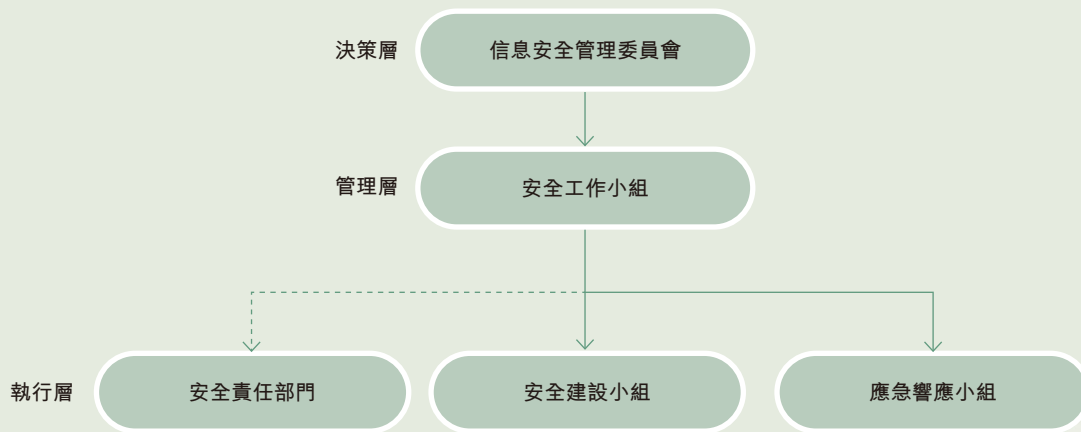 決策層
信息安全管理委員會
管理層
安全工作小組
執行層
安全責任部門
安全建設小組
應急響應小組